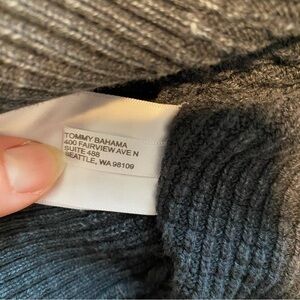 TOMMY BAHAMA
400 FAIRVIEW AVE N
SUITE 488
SEATTLE, WA 98109